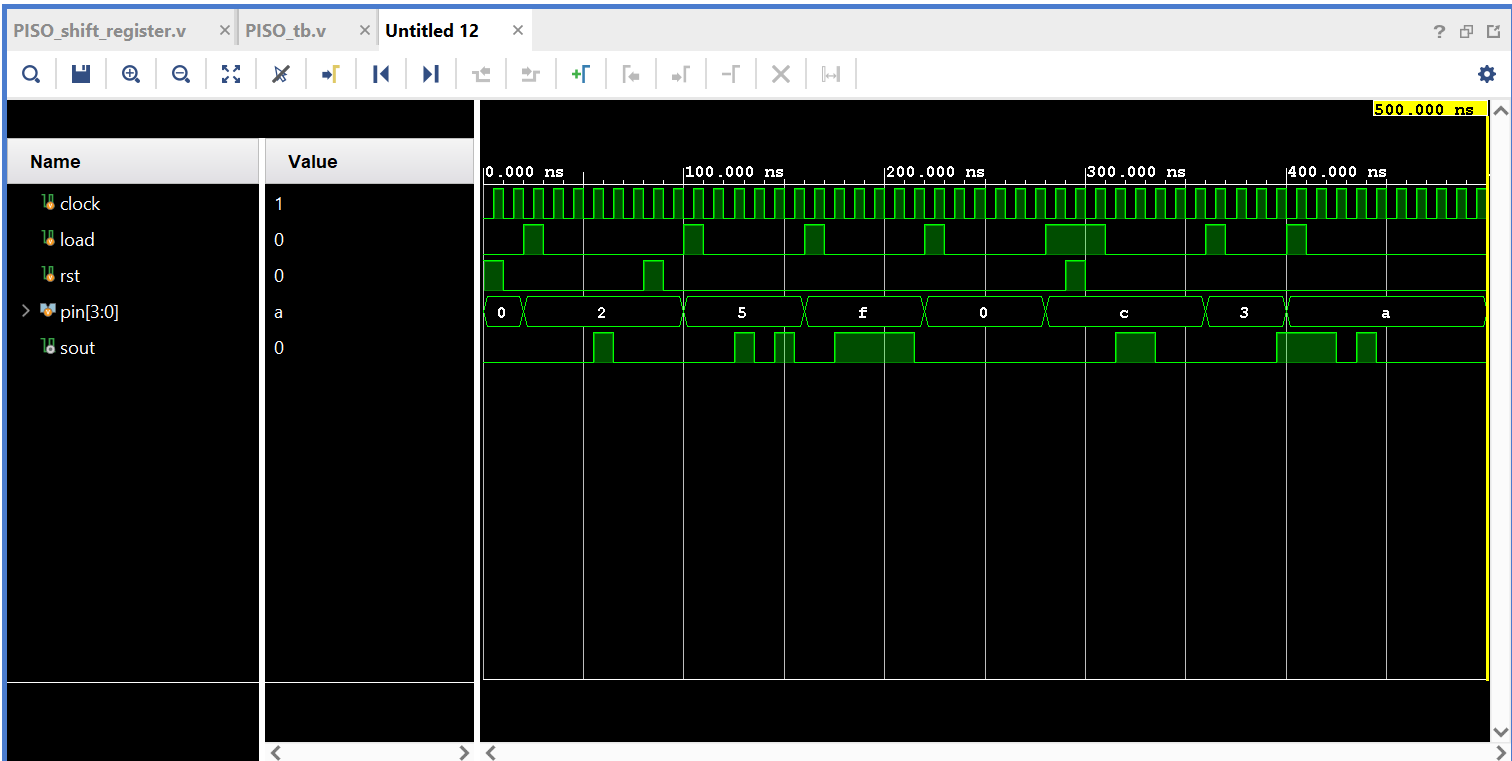 PISO_shift_register.v × PISO_tb.v × Untitled 12 ×
?
500.000 ns
Name Value
0.000 ns 100.000 ns 200.000 ns 300.000 ns 400.000 ns
clock 1
load 0
rst 0
pin[3:0] a 0 2 5 f 0 c 3 a
sout 0